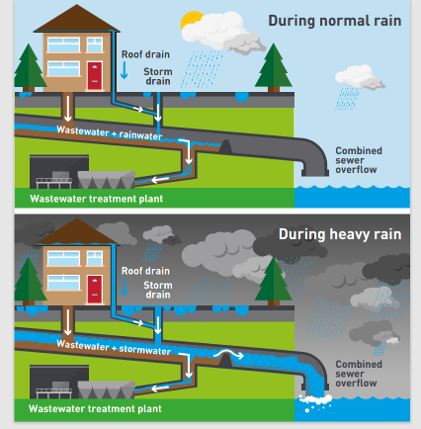 During normal rain
Roof drain
Storm
drain
Wastewater + rainwater
Combined
sewer
overflow
Wastewater treatment plant
During heavy rain
Roof drain
Storm
drain
Wastewater + stormwater
Combined
sewer
overflow
Wastewater treatment plant